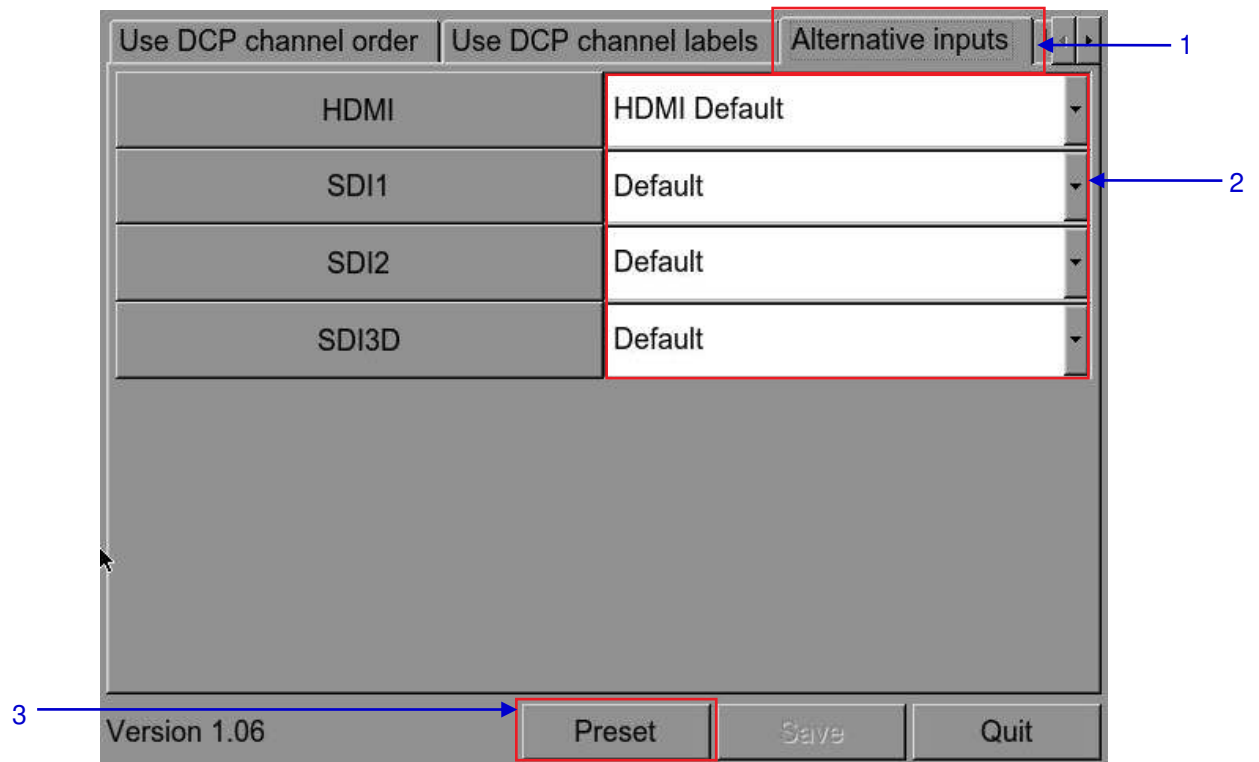 Use DCP channel order Use DCP channel labels Alternative inputs 1
HDMI HDMI Default
SDI1 Default 2
SDI2 Default
SDI3D Default
3 Version 1.06 Preset Save Quit